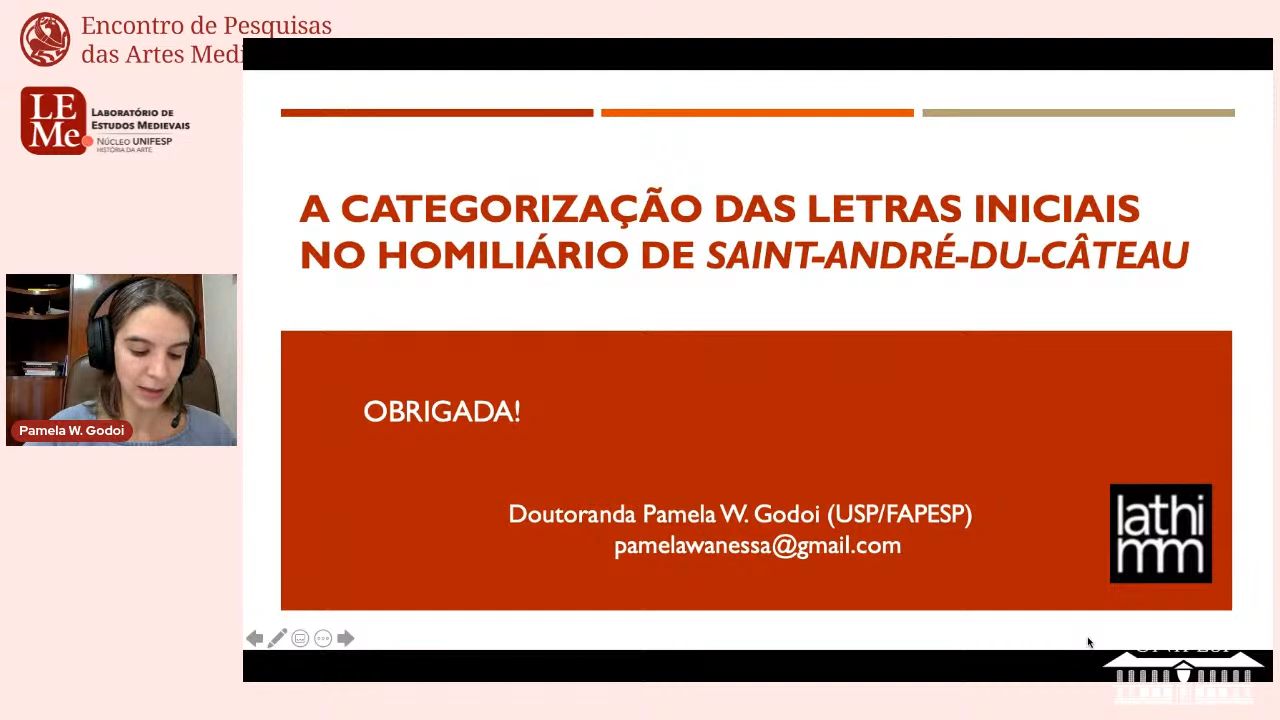 Encontro de Pesquisas
das Artes Medi
LE
Me
LABORATÓRIO DE
ESTUDOS MEDIEVAIS
NÚCLEO UNIFESP
HISTÓRIA DA ARTE
A CATEGORIZAÇÃO DAS LETRAS INICIAIS
NO HOMILIÁRIO DE SAINT-ANDRÉ-DU-CÂTEAU
Pamela W. Godoi
OBRIGADA!
Doutoranda Pamela W. Godoi (USP/FAPESP)
pamelawanessa@gmail.com
lathi
mm
UNIFESP